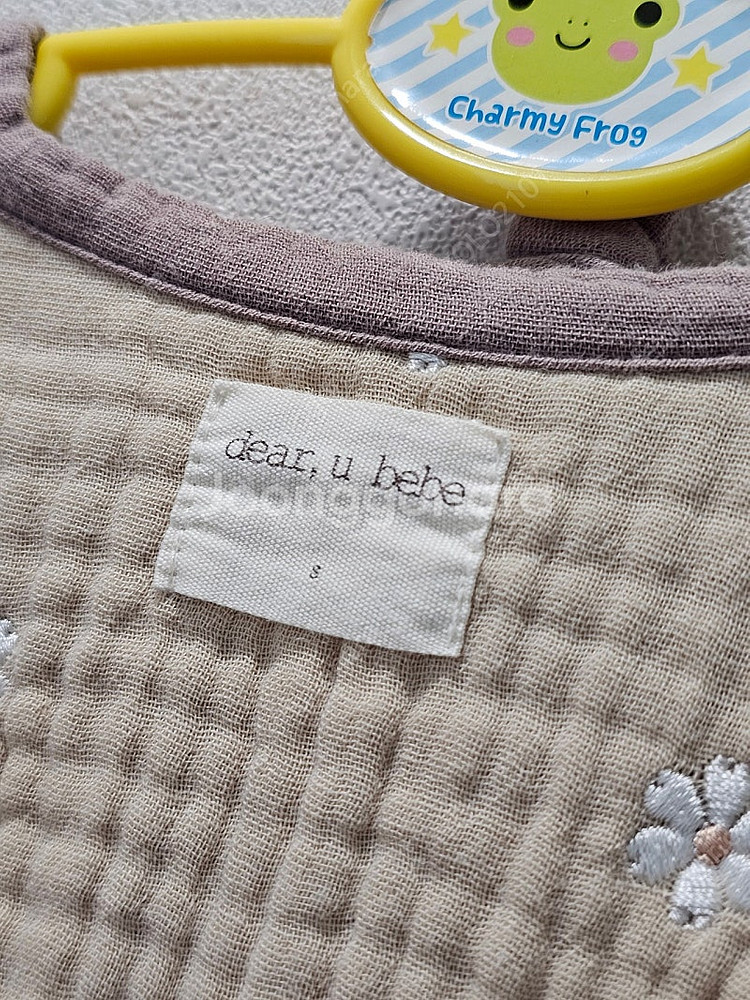 Charmy Frog
dear, u bebe
s